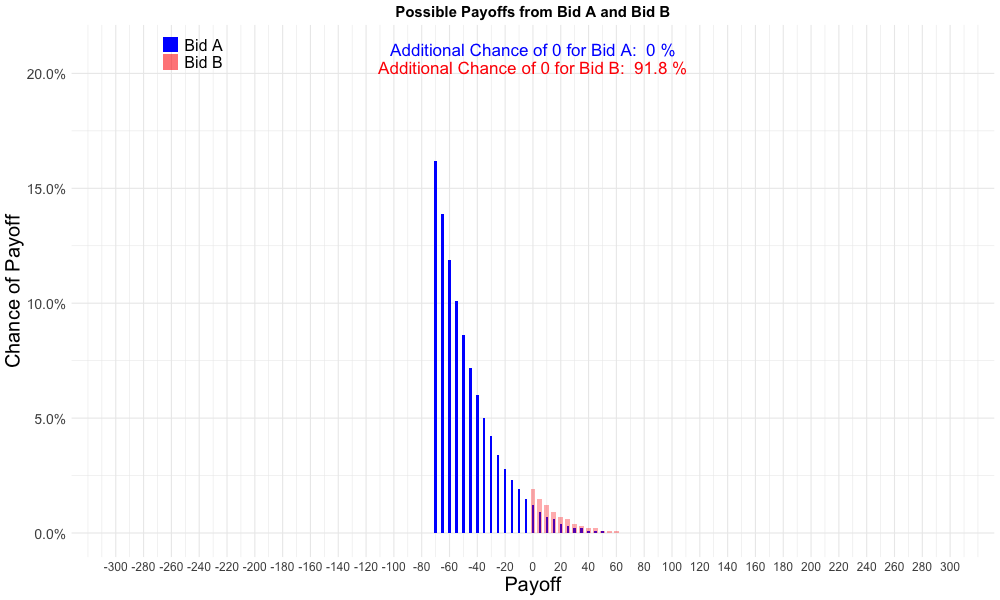 Possible Payoffs from Bid A and Bid B
Bid A
Bid B
Additional Chance of 0 for Bid A:  0 %
Additional Chance of 0 for Bid B:  91.8 %
Chance of Payoff
20.0%
15.0%
10.0%
5.0%
0.0%
-300 -280 -260 -240 -220 -200 -180 -160 -140 -120 -100 -80 -60 -40 -20 0 20 40 60 80 100 120 140 160 180 200 220 240 260 280 300
Payoff